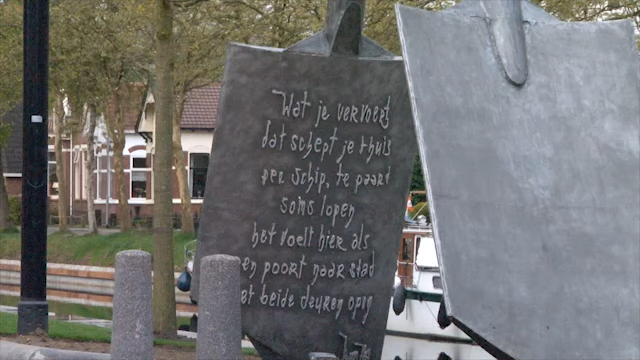 Wat je vervoert
dat schept je thuis
per schip, te paard
soms lopen
het voelt hier als
en poort naar stad
et beide deuren open